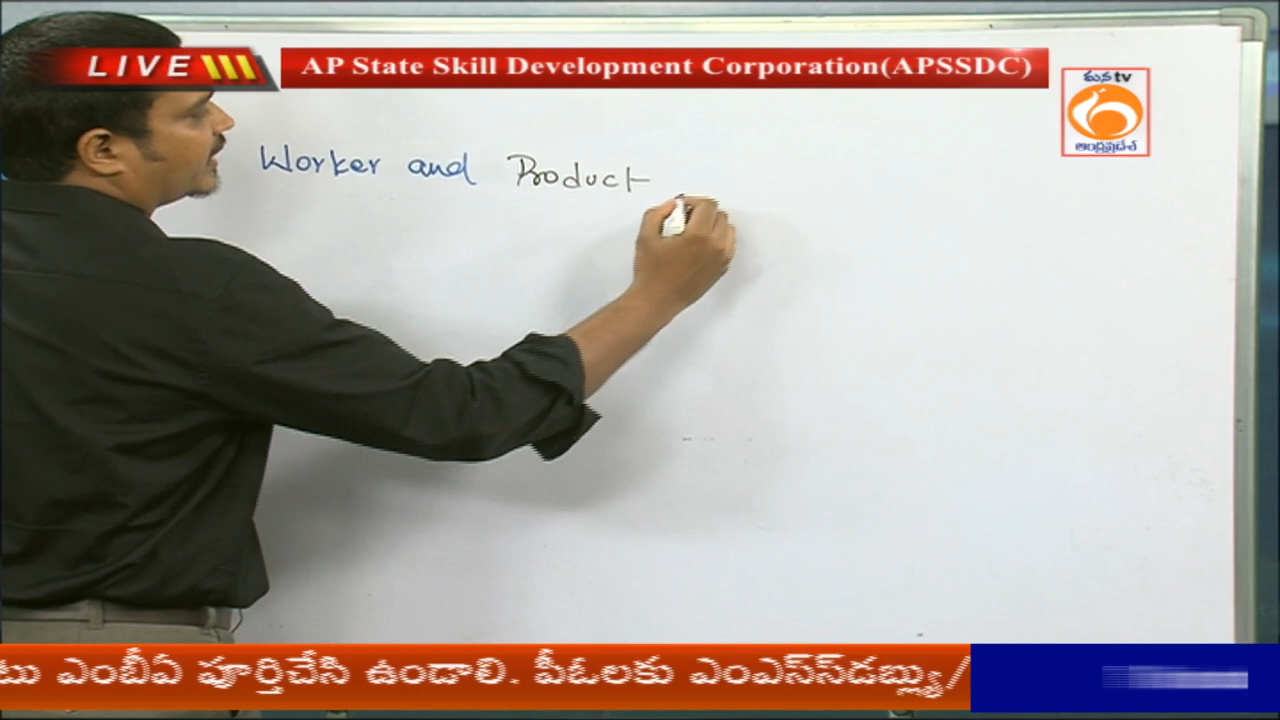 LIVE
AP State Skill Development Corporation(APSSDC)
మన tv
ఆంధ్రప్రదేశ్
Worker and Product
టు ఎంబీఏ పూర్తిచేసి ఉండాలి. పీఓలకు ఎంఎస్‌స్‌డబ్ల్యు/